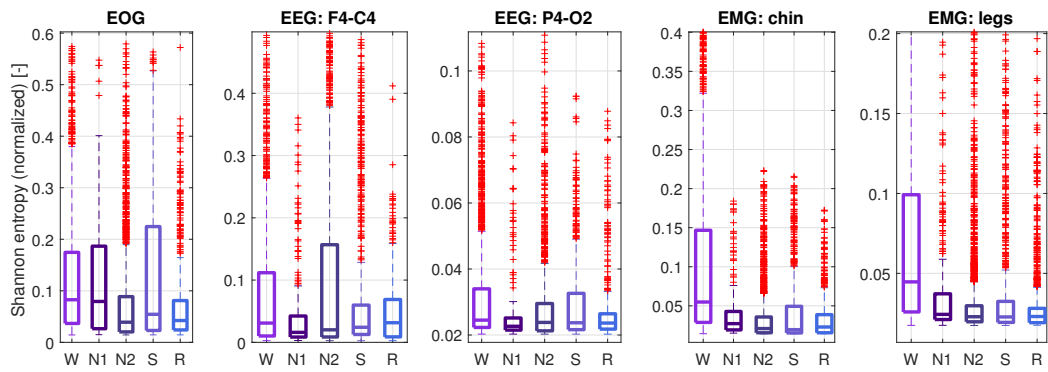 EOG
EEG: F4-C4
EEG: P4-O2
EMG: chin
EMG: legs
Shannon entropy (normalized) [-]
0.6
0.5
0.4
0.3
0.2
0.1
0
W N1 N2 S R
0.4
0.3
0.2
0.1
0
W N1 N2 S R
0.1
0.08
0.06
0.04
0.02
W N1 N2 S R
0.40
0.3
0.25
0.2
0.15
0.1
0.05
W N1 N2 S R
0.2
0.15
0.1
0.05
W N1 N2 S R